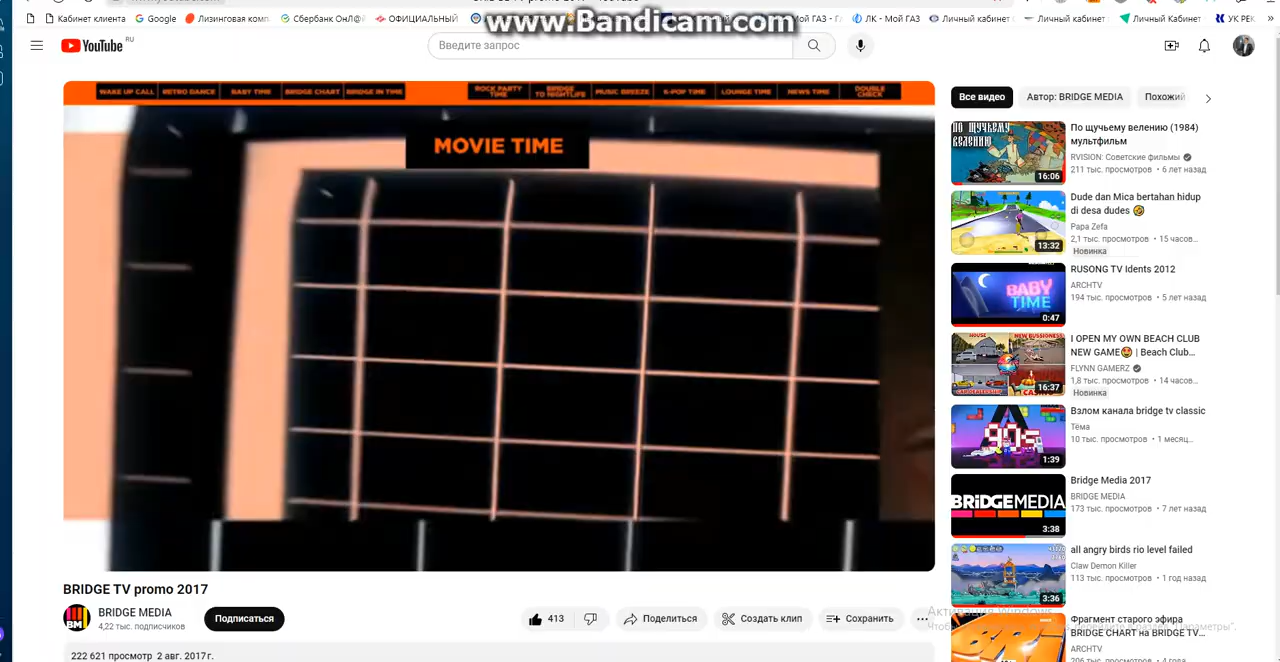 www.Bandicam.com
Кабинет клиента
Google
Лизинговая комп
Сбербанк ОнЛ@й
ОФИЦИАЛЬНЫЙ
Мой ГАЗ - Г
ЛК - Мой ГАЗ
Личный кабинет
Личный кабинет
Личный Кабинет
УК РЕК
YouTube RU
Введите запрос
WAKE UP CALL
RETRO DANCE
BABY TIME
BRIDGE CHART
BRIDGE IN TIME
ROCK PARTY TIME
BRIDGE TO NIGHTLIFE
MUSIC BREEZE
K-POP TIME
LOUNGE TIME
NEWS TIME
DOUBLE CHECK
MOVIE TIME
BRIDGE TV promo 2017
BRIDGE MEDIA
4,22 тыс. подписчиков
Подписаться
413
Поделиться
Создать клип
Сохранить
222 621 просмотр 2 авг. 2017 г.
Все видео
Автор: BRIDGE MEDIA
Похожий
ПО ЩУЧЬЕМУ
ВЕЛЕНИЮ
16:06
По щучьему велению (1984)
мультфильм
RVISION: Советские фильмы
211 тыс. просмотров • 6 лет назад
13:32
Dude dan Mica bertahan hidup
di desa dudes
Papa Zefa
2,1 тыс. просмотров • 15 часов...
Новинка
BABY
TIME
0:47
RUSONG TV Idents 2012
ARCHTV
194 тыс. просмотров • 5 лет назад
16:37
I OPEN MY OWN BEACH CLUB
NEW GAME | Beach Club...
FLYNN GAMERZ
1,8 тыс. просмотров • 14 часов...
Новинка
90s
1:39
Взлом канала bridge tv classic
Тёма
10 тыс. просмотров • 1 месяц...
BRIDGEMEDIA
3:38
Bridge Media 2017
BRIDGE MEDIA
173 тыс. просмотров • 7 лет назад
3:36
all angry birds rio level failed
Claw Demon Killer
113 тыс. просмотров • 1 год назад
Фрагмент старого эфира
BRIDGE CHART на BRIDGE TV...
ARCHTV
Активация Windows